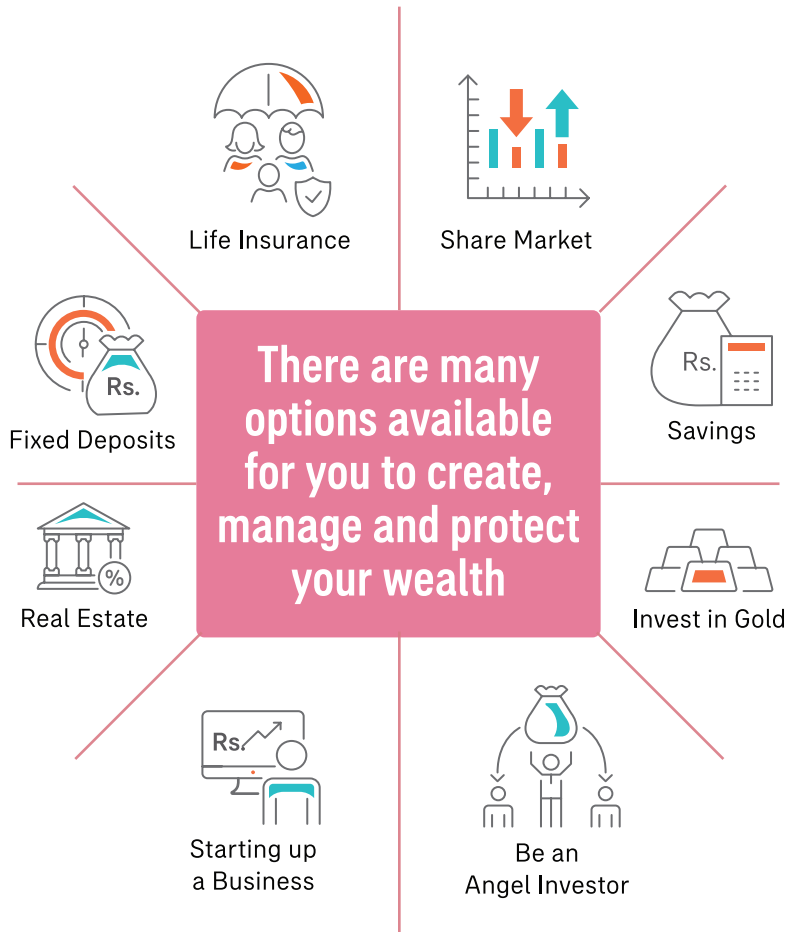 Life Insurance
Share Market
Rs.
Fixed Deposits
Rs.
Savings
There are many
options available
for you to create,
manage and protect
your wealth
%
Real Estate
Invest in Gold
Rs.
Starting up
a Business
Be an
Angel Investor